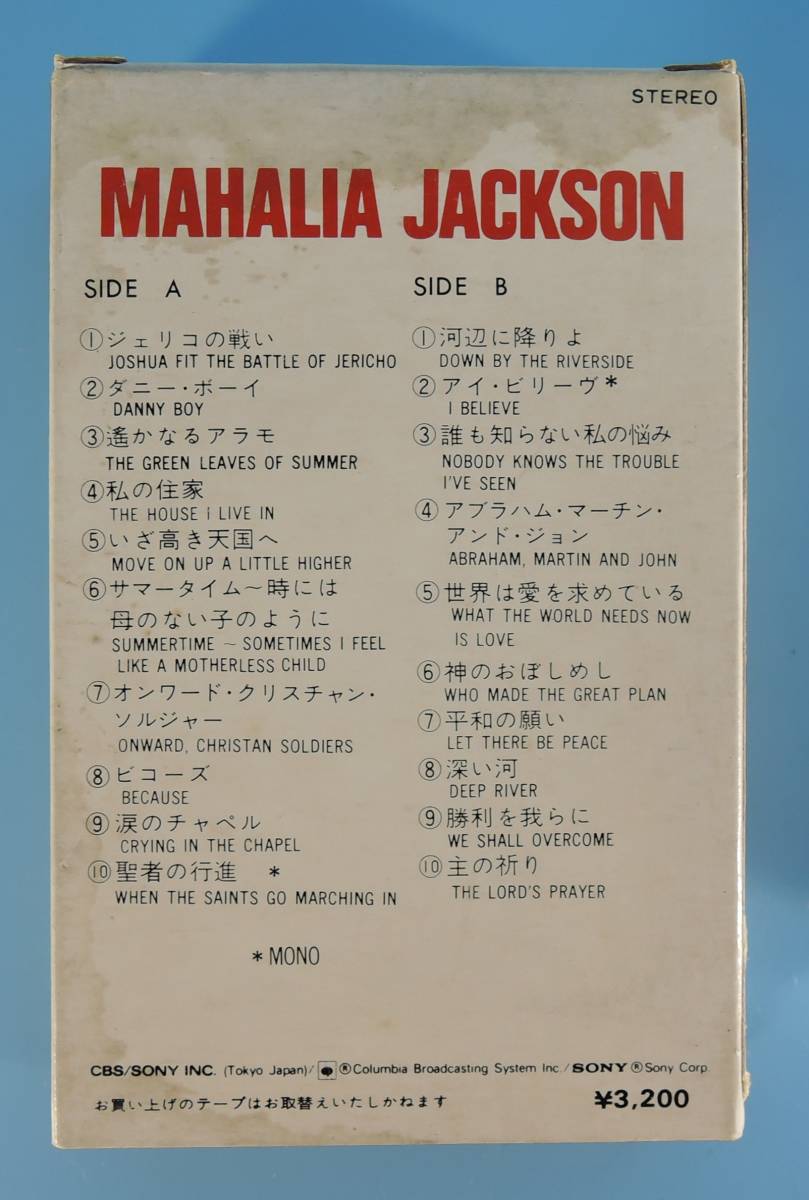 STEREO
MAHALIA JACKSON
SIDE A
①ジェリコの戦い
JOSHUA FIT THE BATTLE OF JERICHO
②ダニー・ボーイ
DANNY BOY
③遙かなるアラモ
THE GREEN LEAVES OF SUMMER
④私の住家
THE HOUSE I LIVE IN
⑤いざ高き天国へ
MOVE ON UP A LITTLE HIGHER
⑥サマータイム～時には
母のない子のように
SUMMERTIME ～ SOMETIMES I FEEL
LIKE A MOTHERLESS CHILD
⑦オンワード・クリスチャン・
ソルジャー
ONWARD, CHRISTAN SOLDIERS
⑧ビコーズ
BECAUSE
⑨涙のチャペル
CRYING IN THE CHAPEL
⑩聖者の行進 *
WHEN THE SAINTS GO MARCHING IN
SIDE B
①河辺に降りよ
DOWN BY THE RIVERSIDE
②アイ・ビリーヴ*
I BELIEVE
③誰も知らない私の悩み
NOBODY KNOWS THE TROUBLE
I'VE SEEN
④アブラハム・マーチン・
アンド・ジョン
ABRAHAM, MARTIN AND JOHN
⑤世界は愛を求めている
WHAT THE WORLD NEEDS NOW
IS LOVE
⑥神のおぼしめし
WHO MADE THE GREAT PLAN
⑦平和の願い
LET THERE BE PEACE
⑧深い河
DEEP RIVER
⑨勝利を我らに
WE SHALL OVERCOME
⑩主の祈り
THE LORD'S PRAYER
* MONO
CBS/SONY INC. (Tokyo Japan)/ ®Columbia Broadcasting System Inc./SONY ®Sony Corp.
お買い上げのテープはお取替えいたしかねます
¥3,200